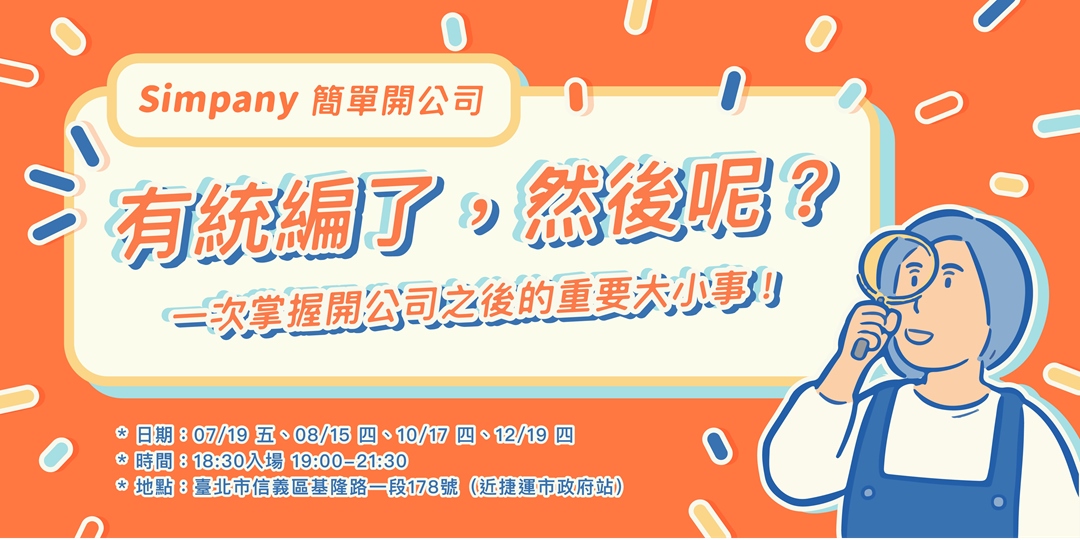 Simpany 簡單開公司
有統編了，然後呢？
一次掌握開公司之後的重要大小事！
* 日期：07/19 五、08/15 四、10/17 四、12/19 四
* 時間：18:30入場 19:00–21:30
* 地點：臺北市信義區基隆路一段178號（近捷運市政府站）